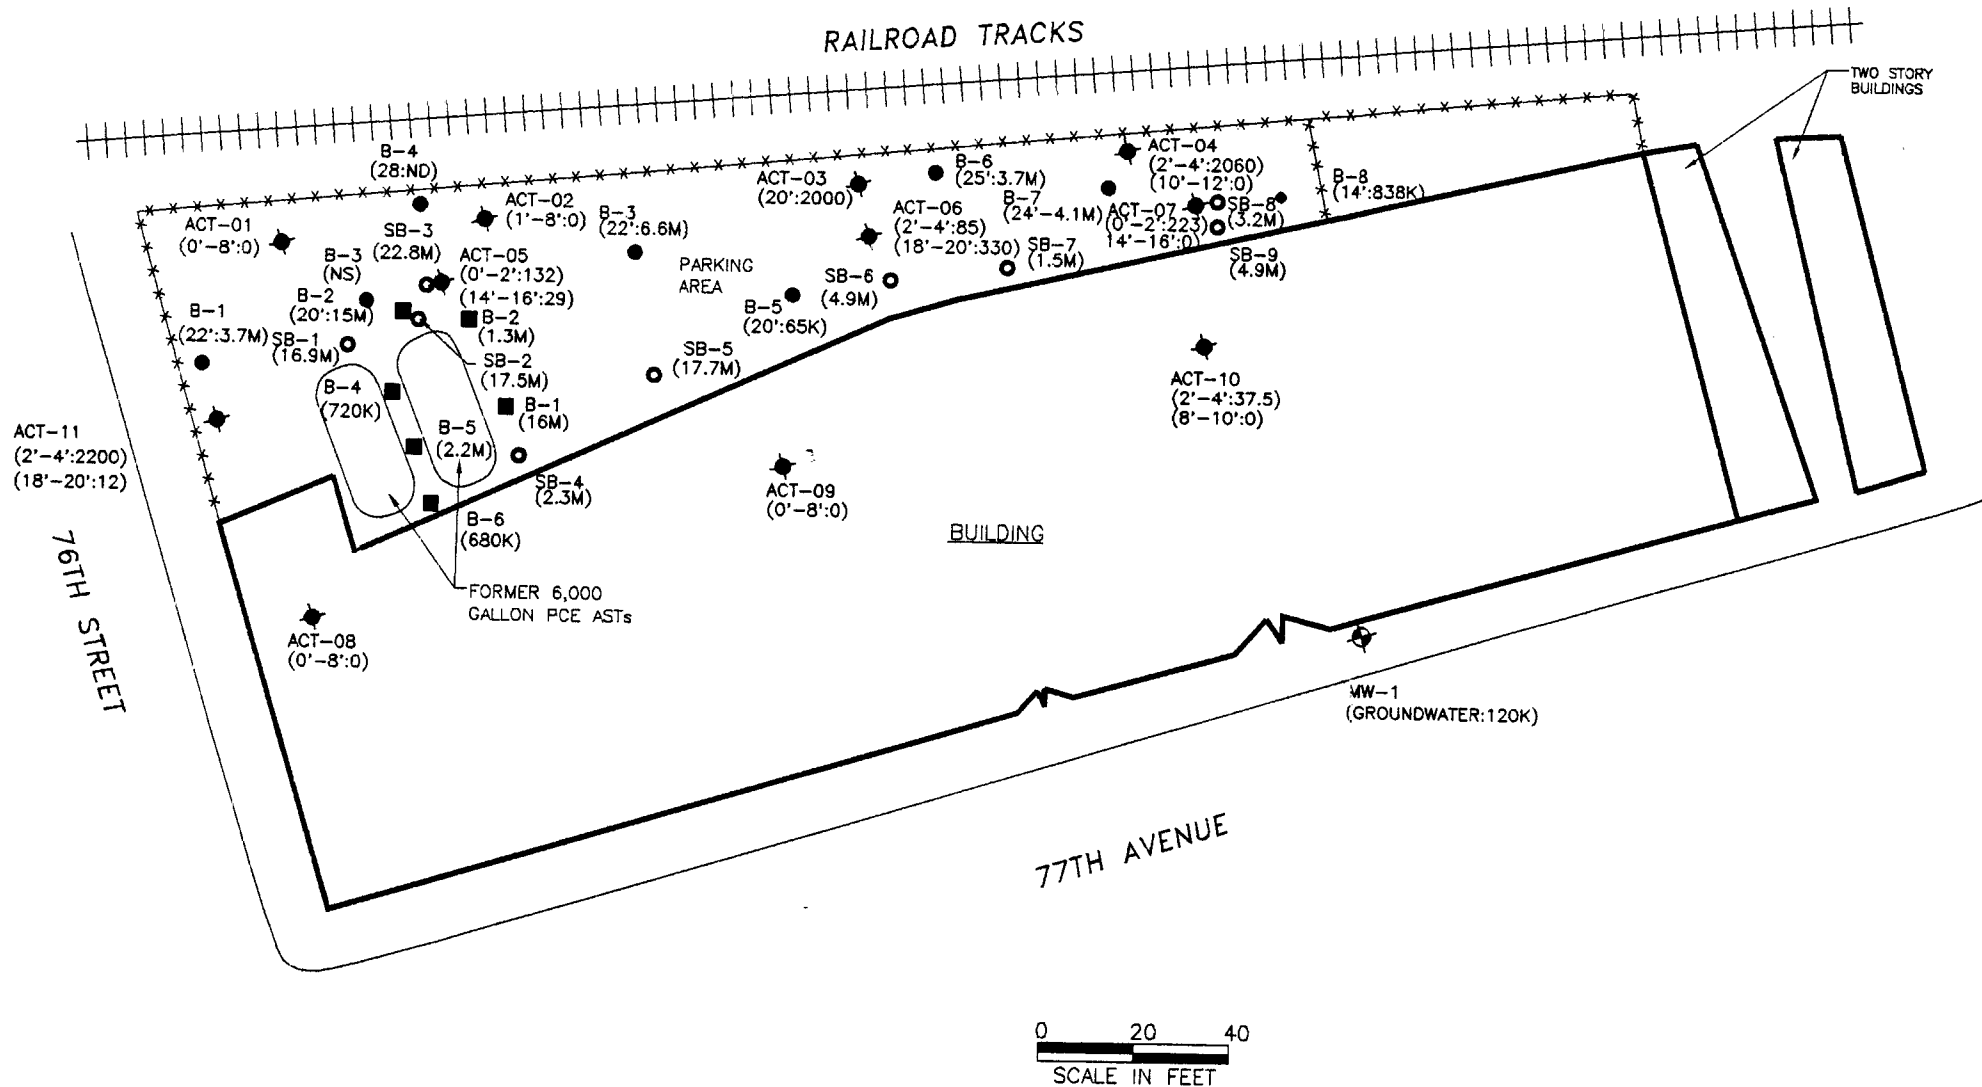 RAILROAD TRACKS
TWO STORY
BUILDINGS
B-4
(28:ND)
ACT-01
(0'-8':0)
ACT-02
(1'-8':0)
SB-3
(22.8M)
B-3
(22':6.6M)
ACT-03
(20':2000)
B-6
(25':3.7M)
ACT-04
(2'-4':2060)
(10'-12':0)
B-8
(14':838K)
B-7
(24'-4.1M)
ACT-07
(0'-2':223)
14'-16':0)
SB-8
(3.2M)
SB-9
(4.9M)
ACT-06
(2'-4':85)
(18'-20':330)
SB-7
(1.5M)
SB-6
(4.9M)
PARKING
AREA
B-3
(NS)
ACT-05
(0'-2':132)
(14'-16':29)
B-2
(20':15M)
B-1
(22':3.7M)
SB-1
(16.9M)
B-2
(1.3M)
SB-2
(17.5M)
B-5
(20':65K)
SB-5
(17.7M)
B-4
(720K)
B-1
(16M)
B-5
(2.2M)
SB-4
(2.3M)
B-6
(680K)
ACT-11
(2'-4':2200)
(18'-20':12)
ACT-10
(2'-4':37.5)
(8'-10':0)
ACT-09
(0'-8':0)
BUILDING
FORMER 6,000
GALLON PCE ASTs
ACT-08
(0'-8':0)
76TH STREET
MW-1
(GROUNDWATER:120K)
77TH AVENUE
0 20 40
SCALE IN FEET